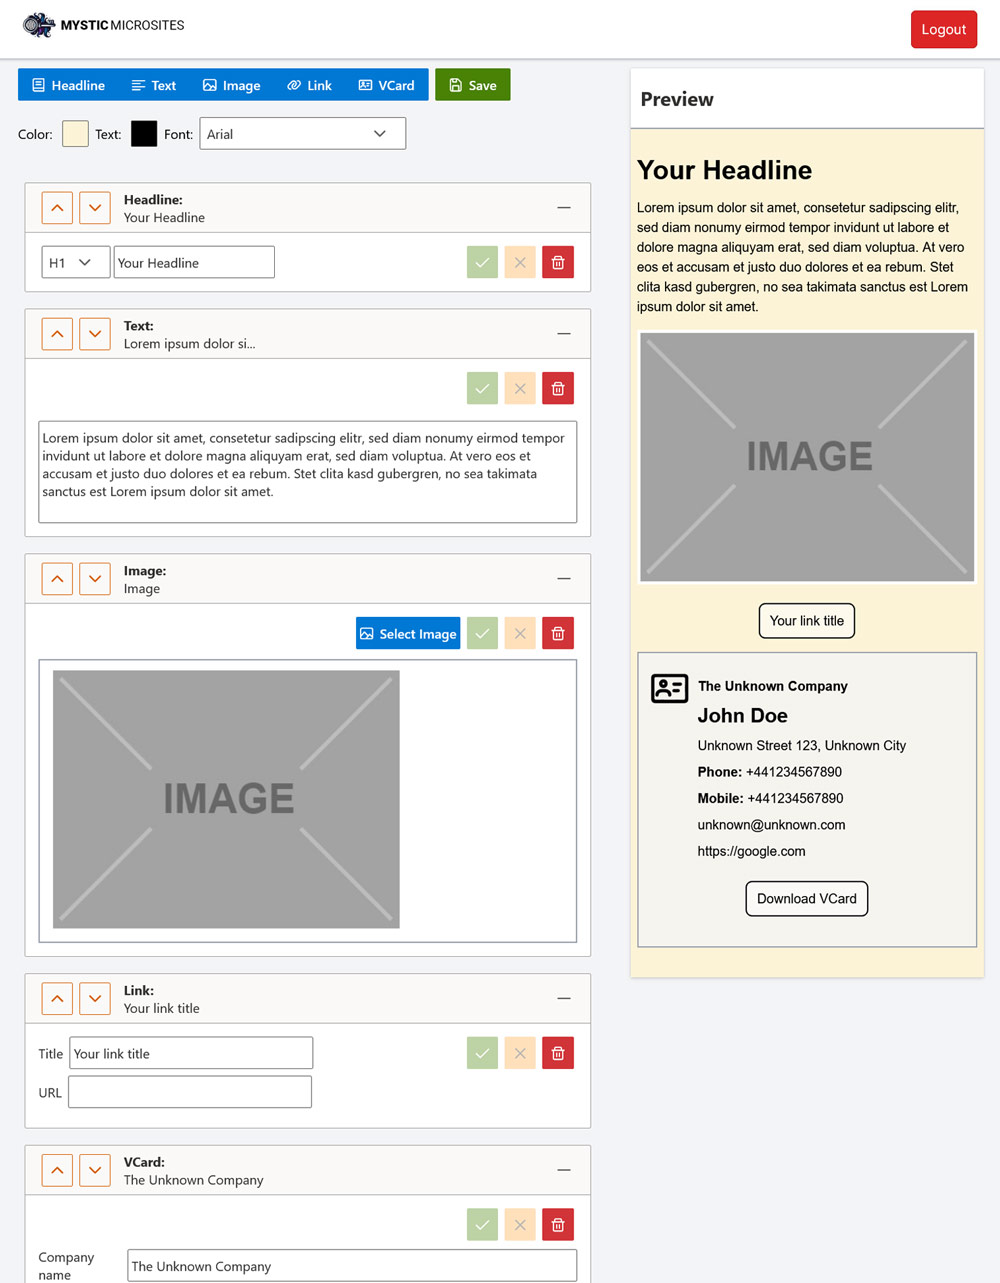 MYSTIC MICROSITES
Logout
Headline
Text
Image
Link
VCard
Save
Color:
Text:
Font:
Arial
Headline:
Your Headline
H1
Your Headline
Text:
Lorem ipsum dolor si...
Lorem ipsum dolor sit amet, consetetur sadipscing elitr, sed diam nonumy eirmod tempor
invidunt ut labore et dolore magna aliquyam erat, sed diam voluptua. At vero eos et
accusam et justo duo dolores et ea rebum. Stet clita kasd gubergren, no sea takimata
sanctus est Lorem ipsum dolor sit amet.
Image:
Image
Select Image
IMAGE
Link:
Your link title
Title
Your link title
URL
VCard:
The Unknown Company
Company
name
The Unknown Company
Preview
Your Headline
Lorem ipsum dolor sit amet, consetetur sadipscing elitr,
sed diam nonumy eirmod tempor invidunt ut labore et
dolore magna aliquyam erat, sed diam voluptua. At vero
eos et accusam et justo duo dolores et ea rebum. Stet
clita kasd gubergren, no sea takimata sanctus est Lorem
ipsum dolor sit amet.
IMAGE
Your link title
The Unknown Company
John Doe
Unknown Street 123, Unknown City
Phone: +441234567890
Mobile: +441234567890
unknown@unknown.com
https://google.com
Download VCard